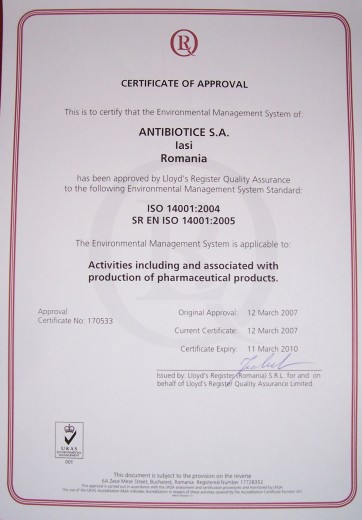 CERTIFICATE OF APPROVAL
This is to certify that the Environmental Management System of:
ANTIBIOTICE S.A.
Iasi
Romania
has been approved by Lloyd's Register Quality Assurance
to the following Environmental Management System Standard:
ISO 14001:2004
SR EN ISO 14001:2005
The Environmental Management System is applicable to:
Activities including and associated with
production of pharmaceutical products.
Approval
Certificate No: 170533
Original Approval: 12 March 2007
Current Certificate: 12 March 2007
Certificate Expiry: 11 March 2010
Issued by: Lloyd's Register (Romania) S.R.L. for and on
behalf of Lloyd's Register Quality Assurance Limited.
UKAS
ENVIRONMENTAL
MANAGEMENT
001
This document is subject to the provision on the reverse